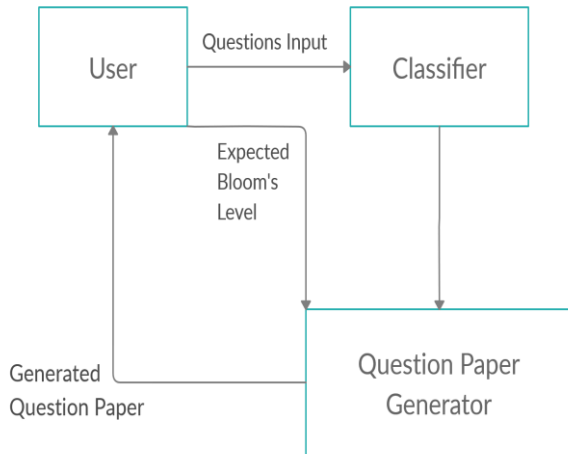 User
Questions Input
Classifier
Expected
Bloom's
Level
Generated
Question Paper
Question Paper
Generator